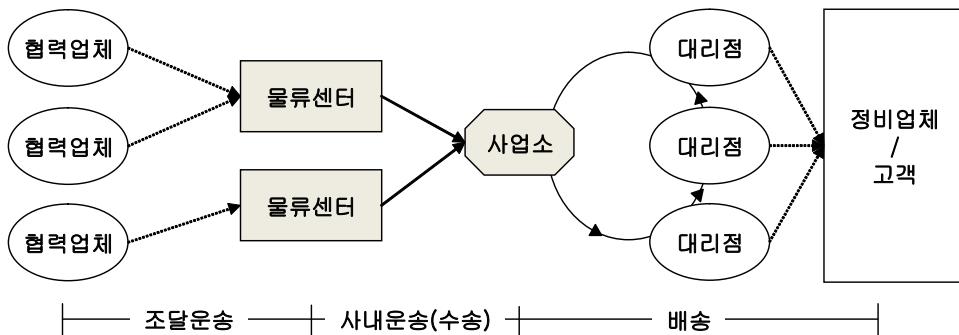 협력업체
협력업체
협력업체
물류센터
물류센터
사업소
대리점
대리점
대리점
정비업체
/
고객
조달운송
사내운송(수송)
배송